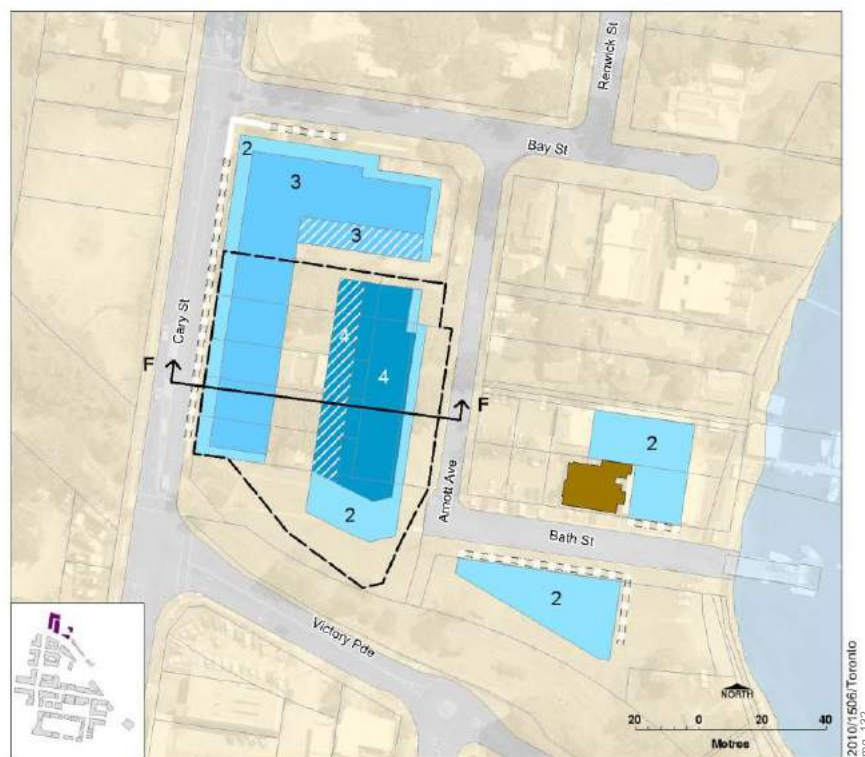 Renwick St
Bay St
2
3
3
Cary St
4
4
F
F
2
Arnott Ave
2
Bath St
2
Victory Pde
NORTH
20 0 20 40
Metres
2010/1506/Toronto